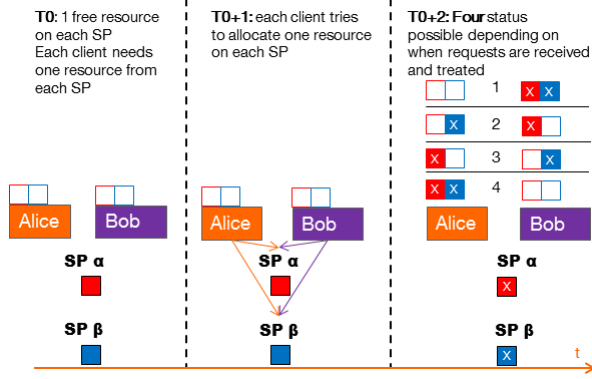 T0: 1 free resource
on each SP
Each client needs
one resource from
each SP
Alice
Bob
SP α
SP β
T0+1: each client tries
to allocate one resource
on each SP
Alice
Bob
SP α
SP β
T0+2: Four status
possible depending on
when requests are received
and treated
1 X X
X 2 X
X 3 X
X X 4
Alice
Bob
SP α
X
SP β
X
t